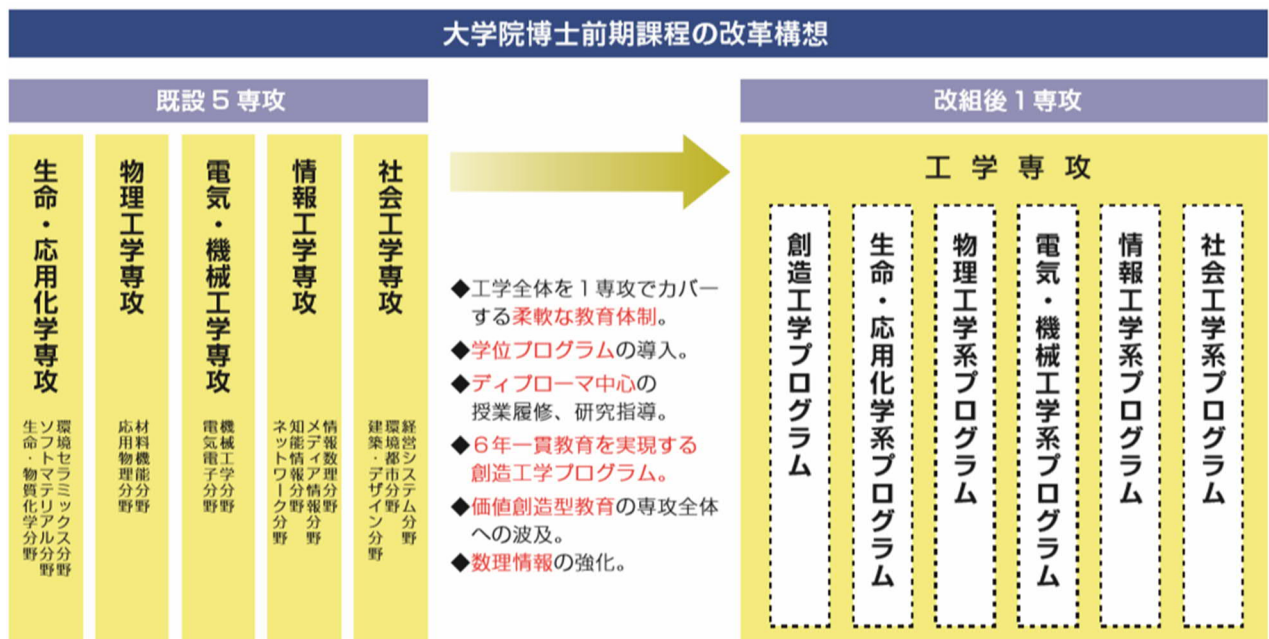 大学院博士前期課程の改革構想
既設5専攻
生命・応用化学専攻
生命・物質化学分野
ソフトマテリアル分野
環境セラミックス分野
物理工学専攻
応用物理分野
材料機能分野
電気・機械工学専攻
電気電子分野
機械工学分野
情報工学専攻
ネットワーク分野
知能情報分野
メディア情報分野
情報数理分野
社会工学専攻
建築・デザイン分野
環境都市分野
経営システム分野
◆工学全体を1専攻でカバー
する柔軟な教育体制。
◆学位プログラムの導入。
◆ディプローマ中心の
授業履修、研究指導。
◆6年一貫教育を実現する
創造工学プログラム。
◆価値創造型教育の専攻全体
への波及。
◆数理情報の強化。
改組後1専攻
工学専攻
創造工学プログラム
生命・応用化学系プログラム
物理工学系プログラム
電気・機械工学系プログラム
情報工学系プログラム
社会工学系プログラム